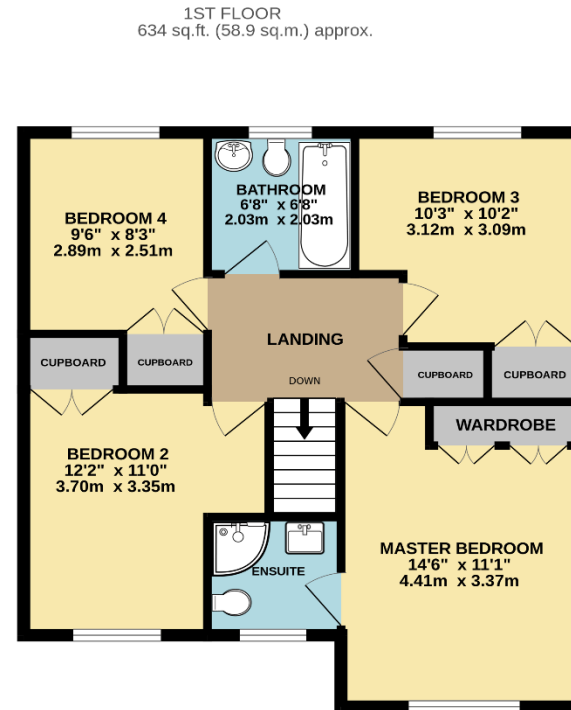 1ST FLOOR
634 sq.ft. (58.9 sq.m.) approx.
BEDROOM 4
9'6" x 8'3"
2.89m x 2.51m
BATHROOM
6'8" x 6'8"
2.03m x 2.03m
BEDROOM 3
10'3" x 10'2"
3.12m x 3.09m
LANDING
DOWN
CUPBOARD
CUPBOARD
CUPBOARD
CUPBOARD
WARDROBE
BEDROOM 2
12'2" x 11'0"
3.70m x 3.35m
ENSUITE
MASTER BEDROOM
14'6" x 11'1"
4.41m x 3.37m